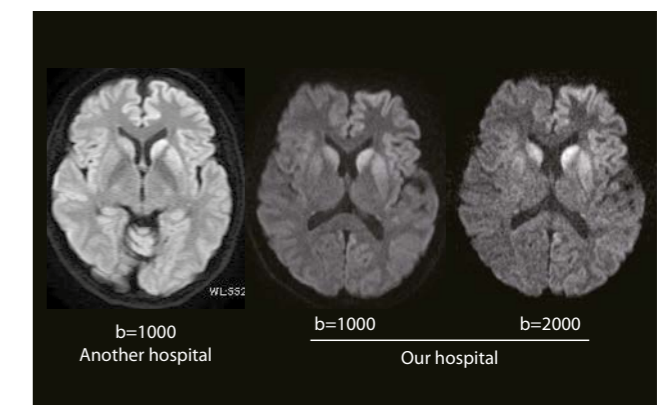 WL:552
b=1000
Another hospital
b=1000
b=2000
Our hospital